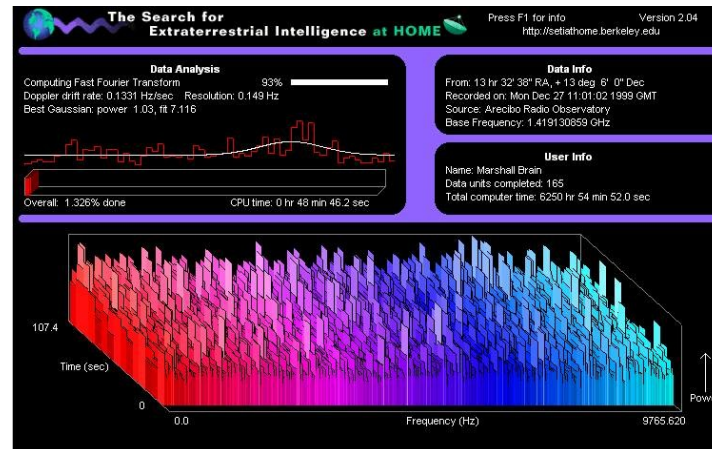 The Search for
Extraterrestrial Intelligence at HOME
Press F1 for info Version 2.04
http://setiathome.berkeley.edu
Data Analysis
Computing Fast Fourier Transform 93%
Doppler drift rate: 0.1331 Hz/sec Resolution: 0.149 Hz
Best Gaussian: power 1.03, fit 7.116
Overall: 1.326% done CPU time: 0 hr 48 min 46.2 sec
Data Info
From: 13 hr 32' 38" RA, + 13 deg 6' 0" Dec
Recorded on: Mon Dec 27 11:01:02 1999 GMT
Source: Arecibo Radio Observatory
Base Frequency: 1.419130859 GHz
User Info
Name: Marshall Brain
Data units completed: 165
Total computer time: 6250 hr 54 min 52.0 sec
107.4
Time (sec)
0
0.0 Frequency (Hz) 9765.620
Powe